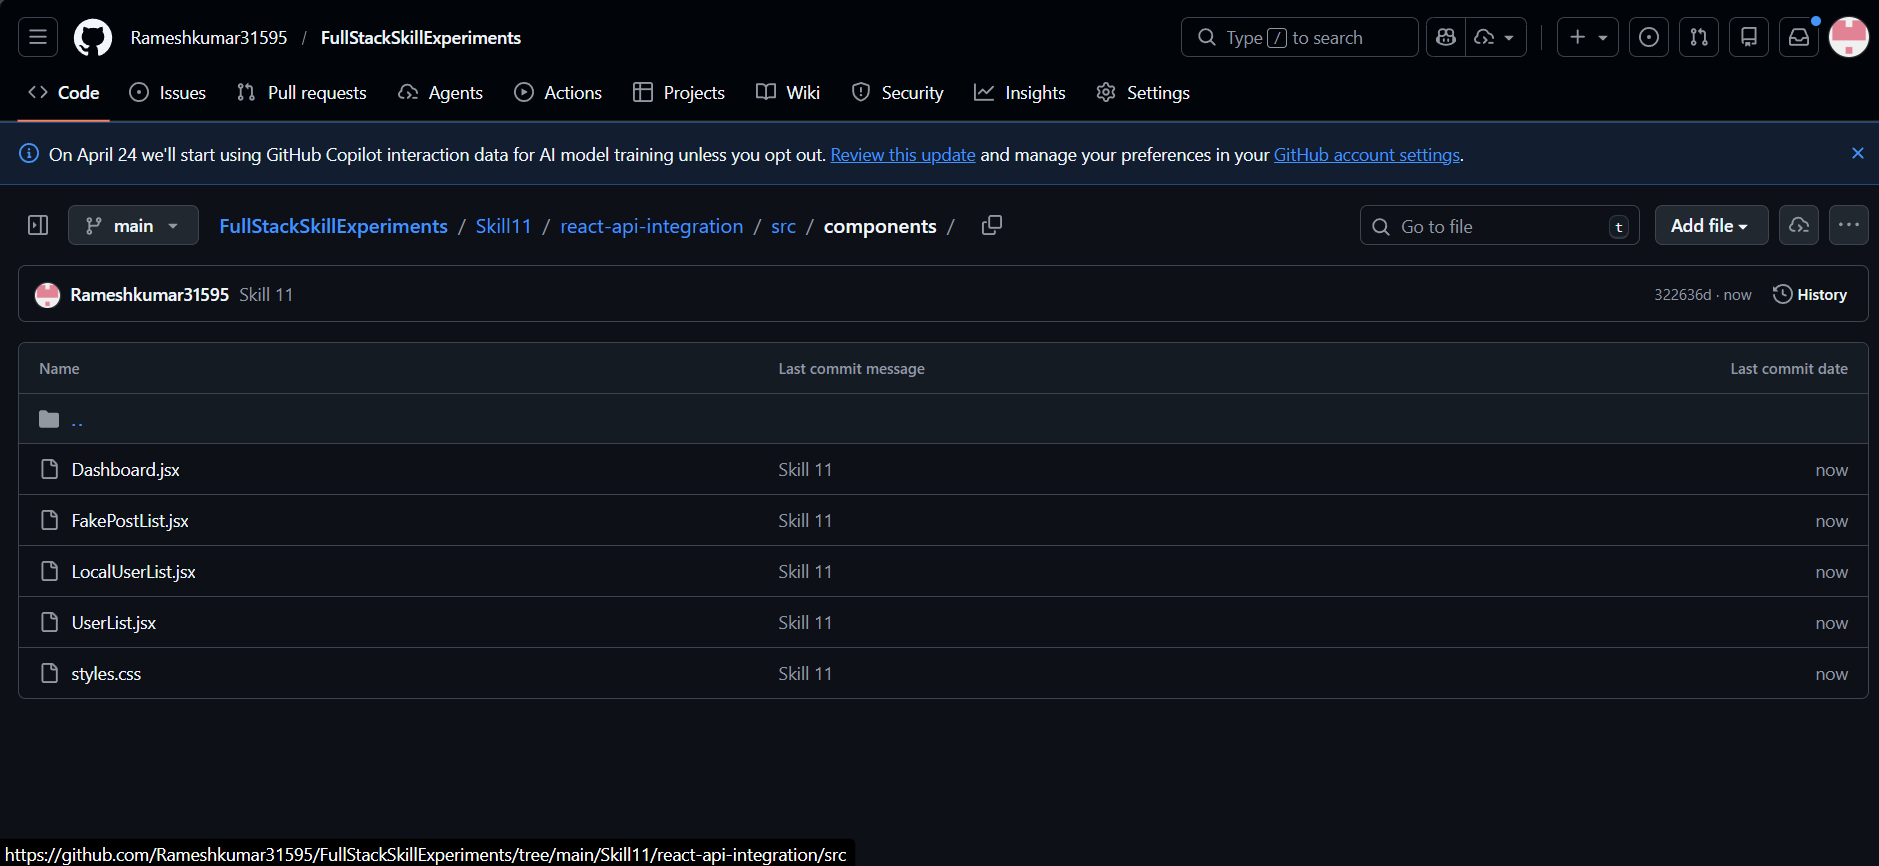 Rameshkumar31595 / FullStackSkillExperiments
Type / to search
Code Issues Pull requests Agents Actions Projects Wiki Security Insights Settings
On April 24 we'll start using GitHub Copilot interaction data for AI model training unless you opt out. Review this update and manage your preferences in your GitHub account settings.
main FullStackSkillExperiments / Skill11 / react-api-integration / src / components /
Go to file t Add file
Rameshkumar31595 Skill 11 322636d · now History
Name Last commit message Last commit date
..
Dashboard.jsx Skill 11 now
FakePostList.jsx Skill 11 now
LocalUserList.jsx Skill 11 now
UserList.jsx Skill 11 now
styles.css Skill 11 now
https://github.com/Rameshkumar31595/FullStackSkillExperiments/tree/main/Skill11/react-api-integration/src